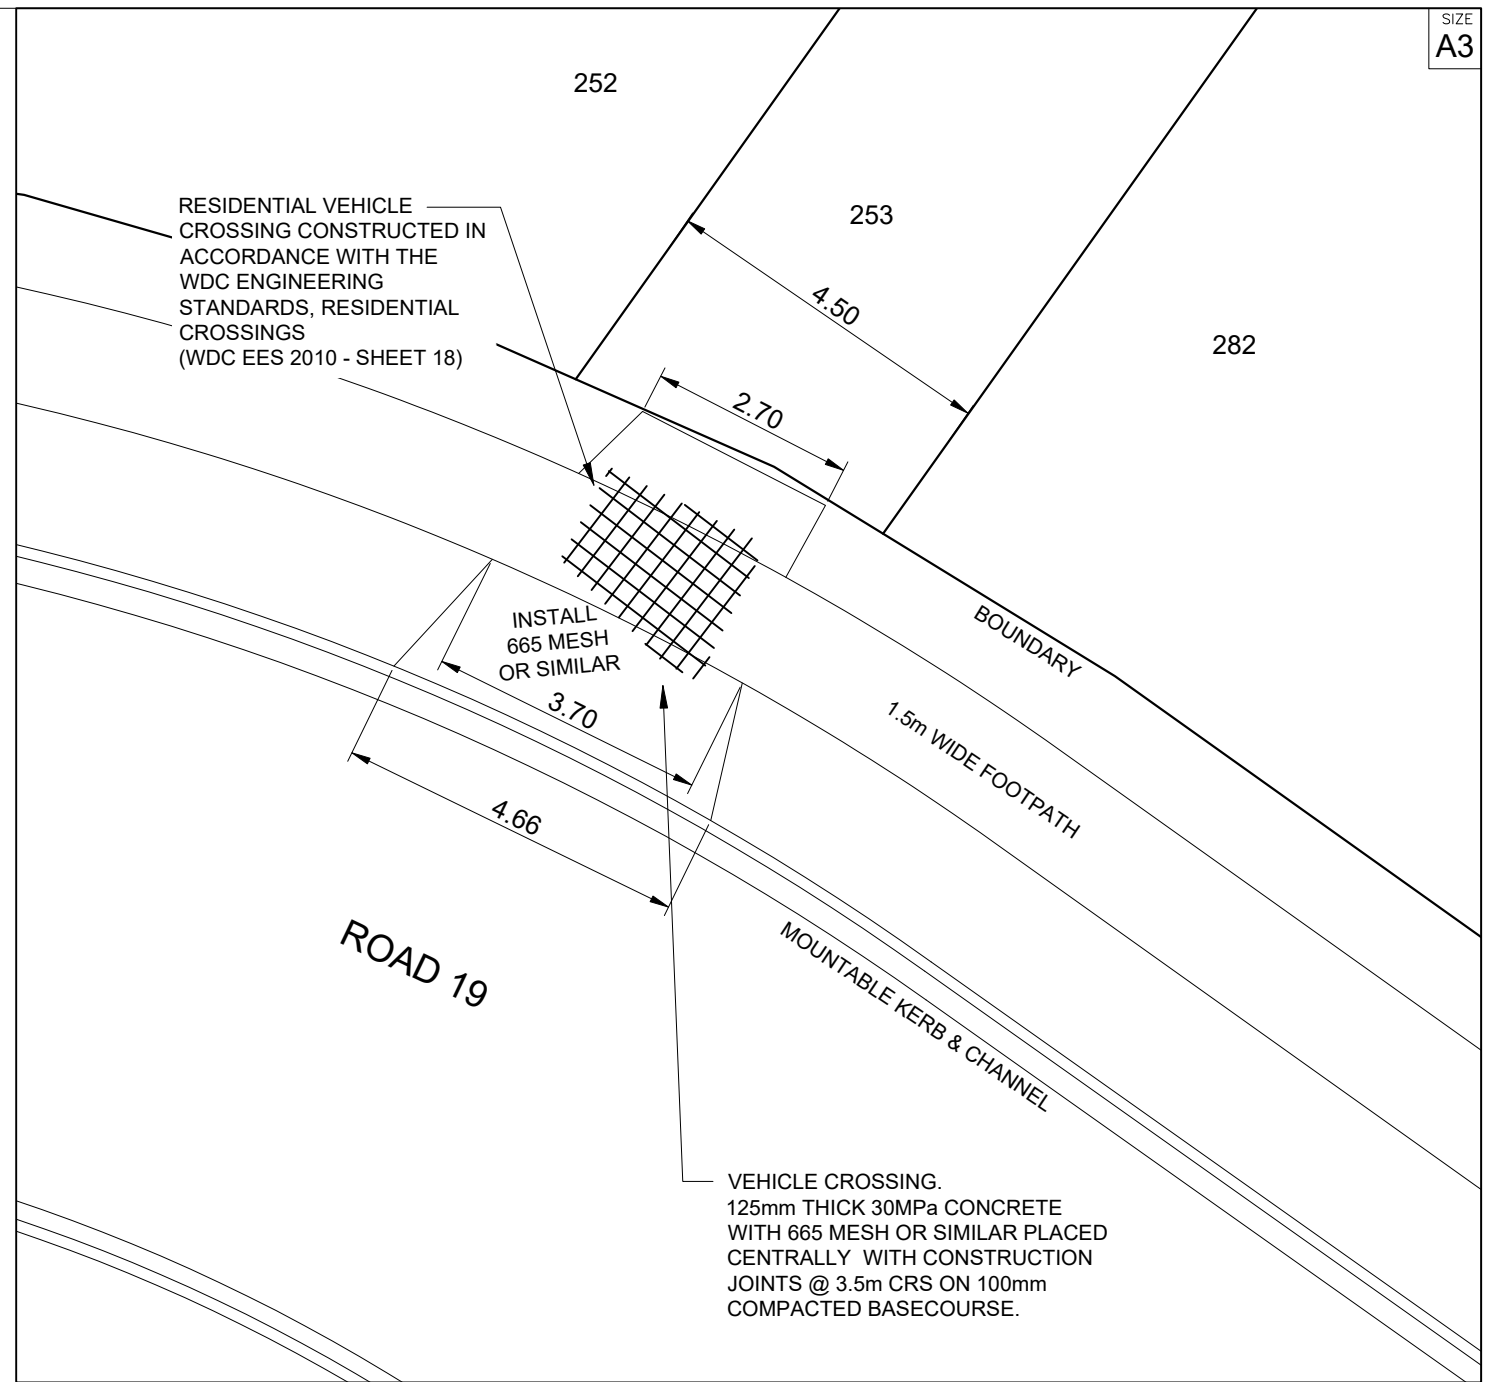 SIZE
A3
252
253
282
RESIDENTIAL VEHICLE
CROSSING CONSTRUCTED IN
ACCORDANCE WITH THE
WDC ENGINEERING
STANDARDS, RESIDENTIAL
CROSSINGS
(WDC EES 2010 - SHEET 18)
4.50
2.70
INSTALL
665 MESH
OR SIMILAR
3.70
4.66
BOUNDARY
1.5m WIDE FOOTPATH
MOUNTABLE KERB & CHANNEL
ROAD 19
VEHICLE CROSSING.
125mm THICK 30MPa CONCRETE
WITH 665 MESH OR SIMILAR PLACED
CENTRALLY WITH CONSTRUCTION
JOINTS @ 3.5m CRS ON 100mm
COMPACTED BASECOURSE.